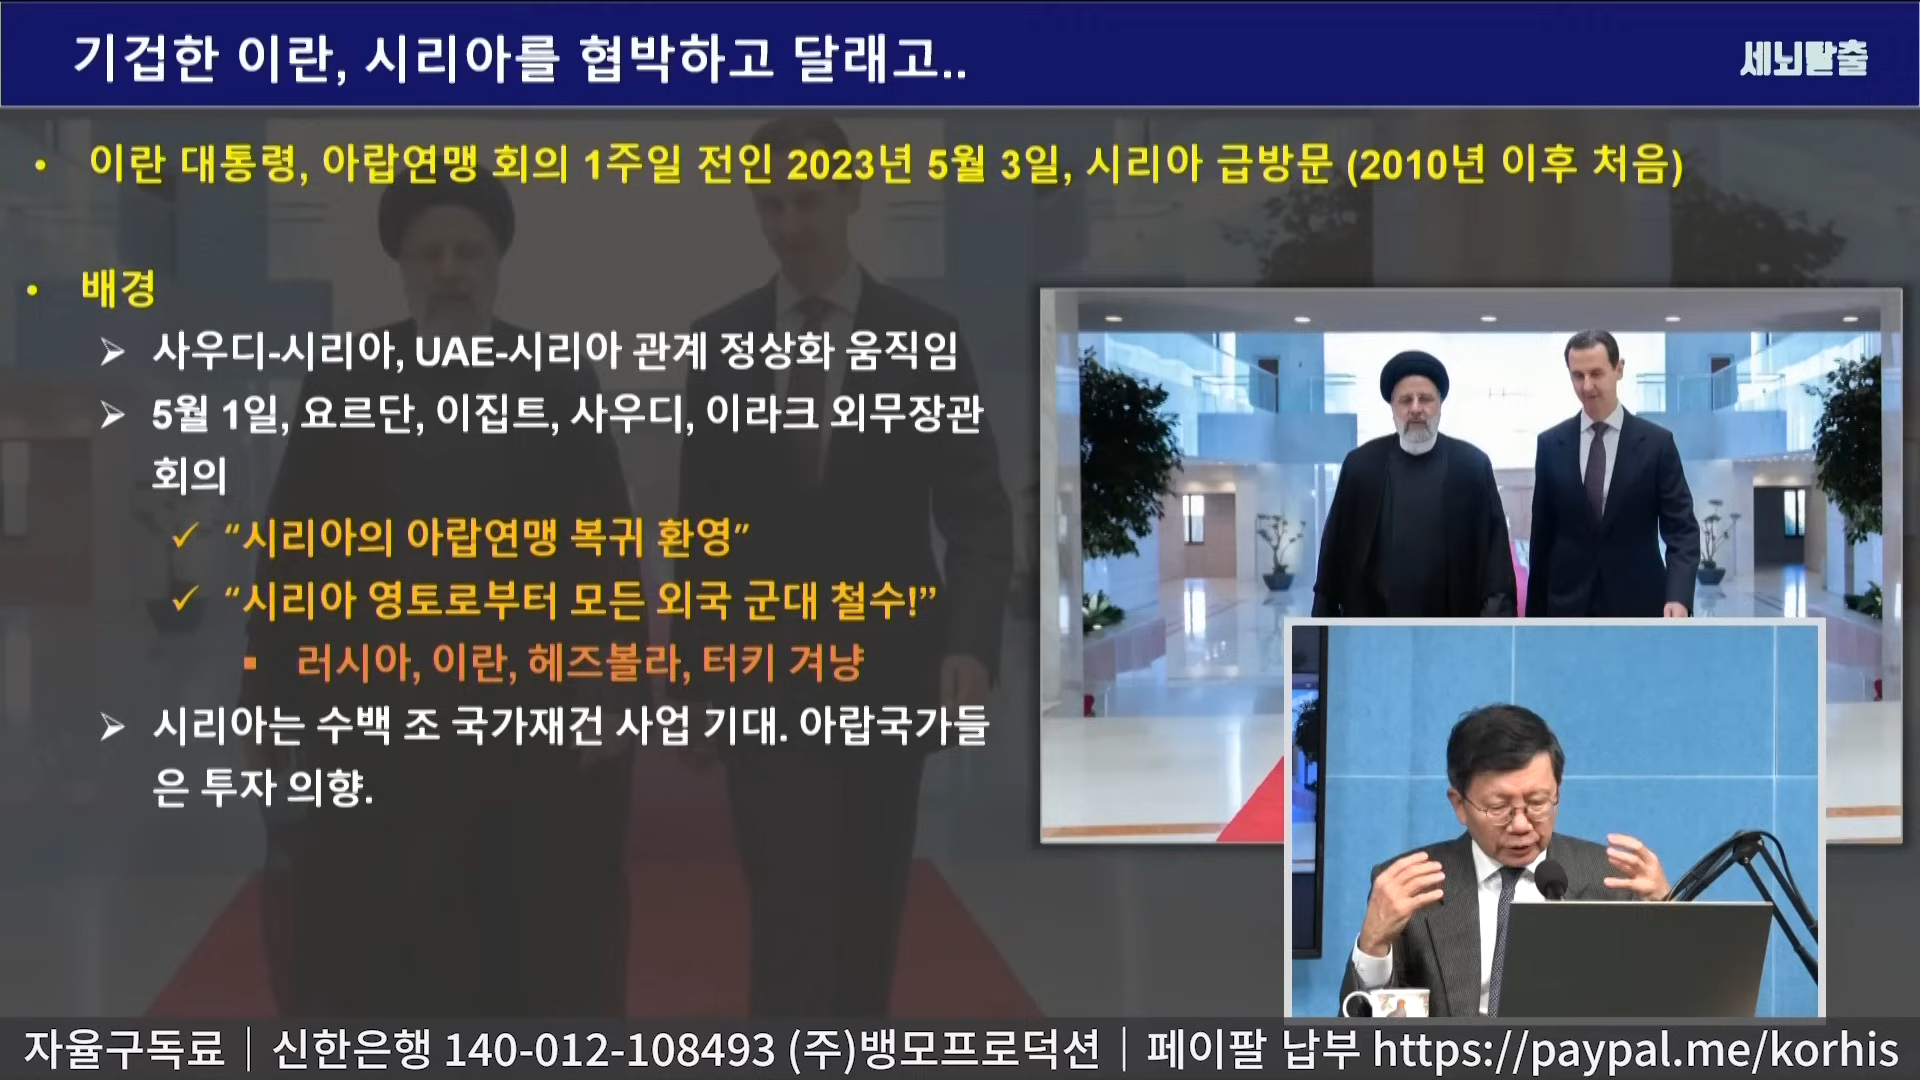 기겁한 이란, 시리아를 협박하고 달래고..
세뇌탈출
• 이란 대통령, 아랍연맹 회의 1주일 전인 2023년 5월 3일, 시리아 급방문 (2010년 이후 처음)
• 배경
➢ 사우디-시리아, UAE-시리아 관계 정상화 움직임
➢ 5월 1일, 요르단, 이집트, 사우디, 이라크 외무장관
회의
✓ “시리아의 아랍연맹 복귀 환영”
✓ “시리아 영토로부터 모든 외국 군대 철수!”
▪ 러시아, 이란, 헤즈볼라, 터키 겨냥
➢ 시리아는 수백 조 국가재건 사업 기대. 아랍국가들
은 투자 의향.
자율구독료｜신한은행 140-012-108493 (주)뱅모프로덕션｜페이팔 납부 https://paypal.me/korhis